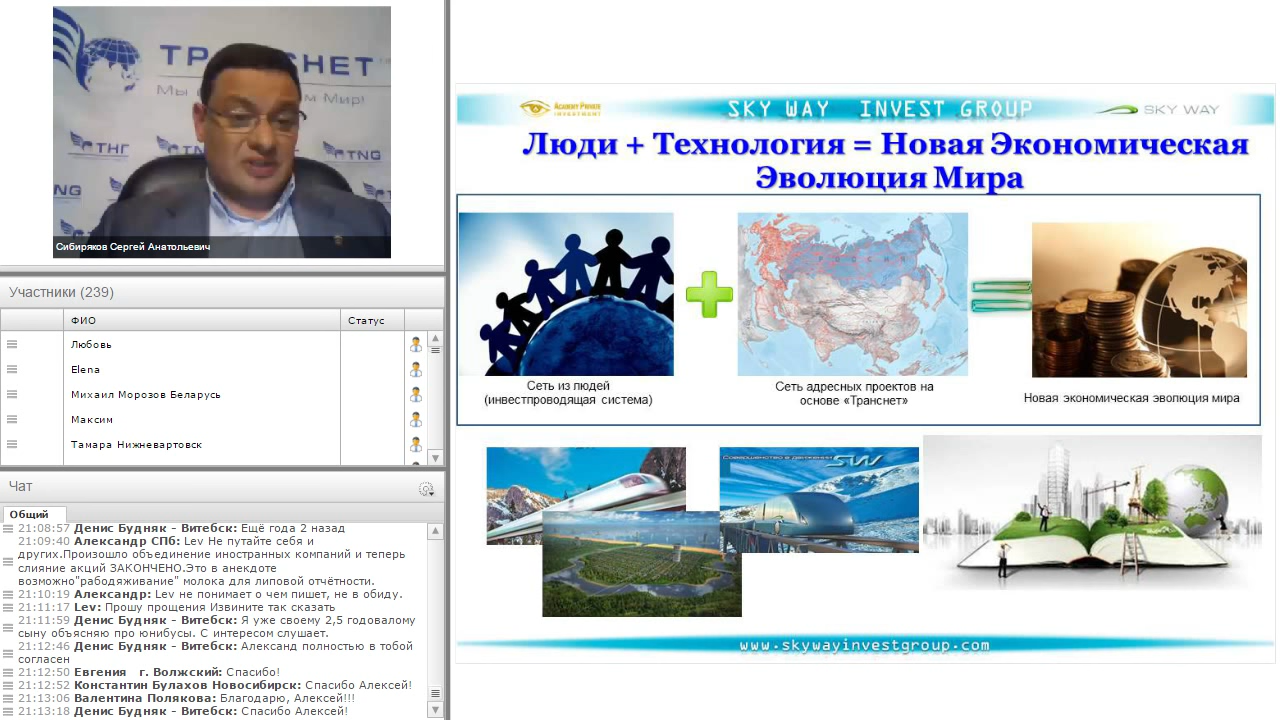 ТРАНСНЕТ
ТНГ
TNG
TNG
Сибиряков Сергей Анатольевич
Участники (239)
ФИО
Статус
Любовь
Elena
Михаил Морозов Беларусь
Максим
Тамара Нижневартовск
Чат
Общий
21:08:57 Денис Будняк - Витебск: Ещё года 2 назад
21:09:40 Александр СПб: Lev Не путайте себя и
других.Произошло объединение иностранных компаний и теперь
слияние акций ЗАКОНЧЕНО.Это в анекдоте
возможно"рабодяживание" молока для липовой отчётности.
21:10:19 Александр: Lev не понимает о чем пишет, не в обиду.
21:11:17 Lev: Прошу прощения Извините так сказать
21:11:59 Денис Будняк - Витебск: Я уже своему 2,5 годовалому
сыну объясняю про юнибусы. С интересом слушает.
21:12:46 Денис Будняк - Витебск: Александ полностью в тобой
согласен
21:12:50 Евгения г. Волжский: Спасибо!
21:12:52 Константин Булахов Новосибирск: Спасибо Алексей!
21:13:06 Валентина Полякова: Благодарю, Алексей!!!
21:13:18 Денис Будняк - Витебск: Спасибо Алексей!
ACADEMY PRIVATE
INVESTMENT
SKY WAY INVEST GROUP
SKY WAY
Люди + Технология = Новая Экономическая
Эволюция Мира
РОССИЯ
Сеть из людей
(инвестпроводящая система)
Сеть адресных проектов на
основе «Транснет»
Новая экономическая эволюция мира
Совершенство в движении
SW
www.skywayinvestgroup.com